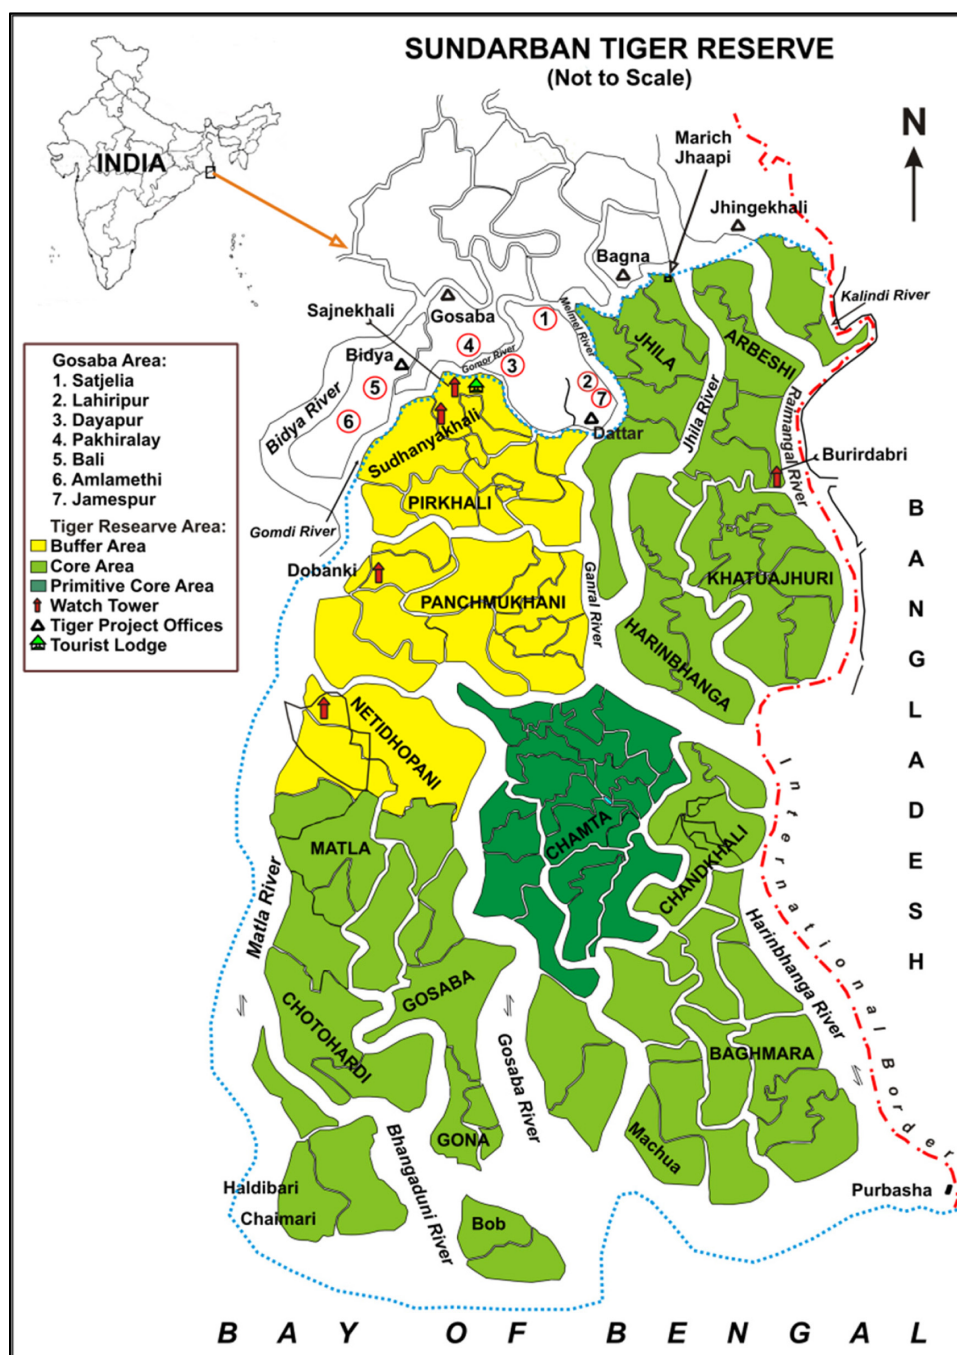 SUNDARBAN TIGER RESERVE
(Not to Scale)
INDIA
N
Marich
Jhaapi
Jhingekhali
Bagna
Kalindi River
Sajnekhali
Gosaba
Melmel River
1
4
Gomor River
3
Bidya
5
2
7
6
Dattar
Bidya River
JHILA
ARBESHI
Jhila River
Raimangal River
Burirdabri
Gosaba Area:
1. Satjelia
2. Lahiripur
3. Dayapur
4. Pakhiralay
5. Bali
6. Amlamethi
7. Jamespur
Tiger Researve Area:
Buffer Area
Core Area
Primitive Core Area
Watch Tower
Tiger Project Offices
Tourist Lodge
Sudhanyakhali
PIRKHALI
Gomdi River
Dobanki
PANCHMUKHANI
Ganral River
KHATUAJHURI
HARINBHANGA
BANGLADESH
NETIDHOPANI
International Border
MATLA
CHAMTA
CHANDKHALI
Matla River
Harinbhanga River
CHOTOHARDI
GOSABA
Gosaba River
BAGHMARA
GONA
Machua
Bhangaduni River
Haldibari
Chaimari
Bob
Purbasha
BAY OF BENGAL